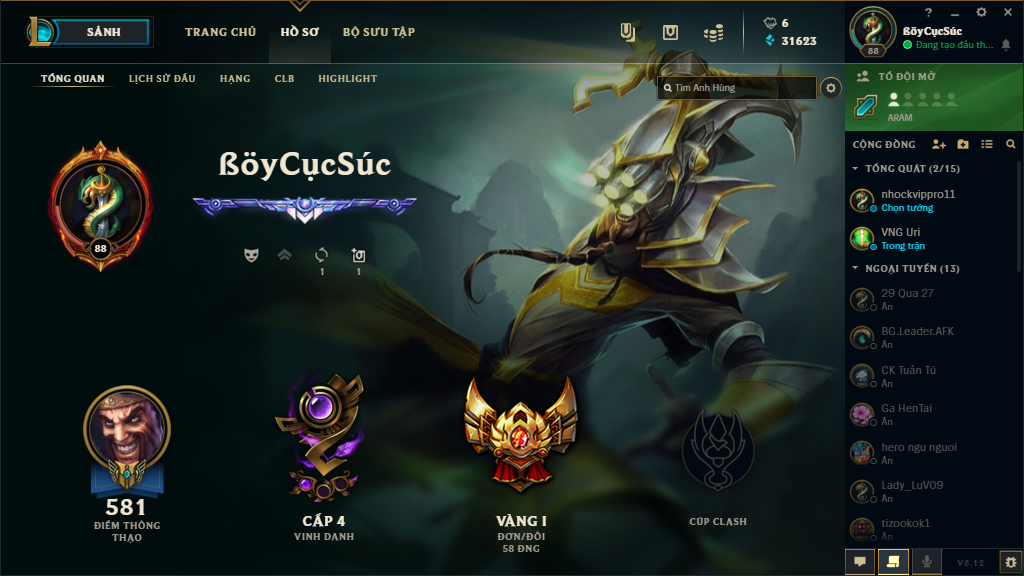 SẢNH
TRANG CHỦ
HỒ SƠ
BỘ SƯU TẬP
6
31623
?
ßöyCụcSúc
Đang tạo đầu th...
88
TỔNG QUAN
LỊCH SỬ ĐẤU
HẠNG
CLB
HIGHLIGHT
Tìm Anh Hùng
TỔ ĐỘI MỞ
ARAM
CỘNG ĐỒNG
TỔNG QUÁT (2/15)
nhockvippro11
Chọn tướng
VNG Uri
Trong trận
NGOẠI TUYẾN (13)
29 Qua 27
Ẩn
BG.Leader.AFK
Ẩn
CK Tuân Tú
Ẩn
Ga HenTai
Ẩn
hero ngu nguoi
Ẩn
Lady_LuV09
Ẩn
tizookok1
Ẩn
V8.12
ßöyCụcSúc
88
1
1
581
ĐIỂM THÔNG
THẠO
CẤP 4
VINH DANH
VÀNG I
ĐƠN/ĐÔI
58 ĐNG
CÚP CLASH